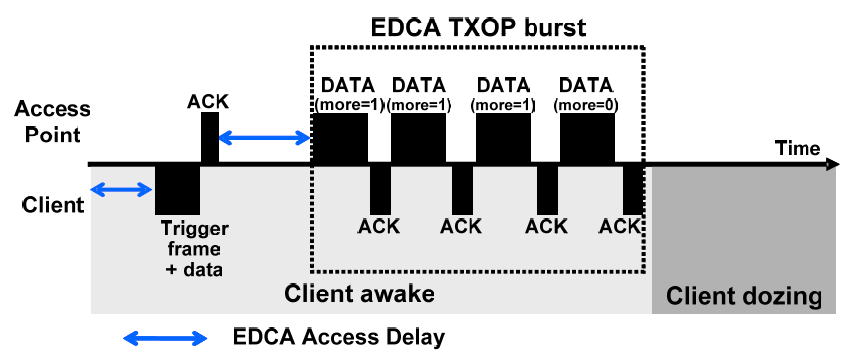 EDCA TXOP burst
DATA DATA DATA DATA
(more=1) (more=1) (more=1) (more=0)
ACK
Access
Point
Time
Client
Trigger
frame
+ data
ACK ACK ACK ACK
Client awake
Client dozing
EDCA Access Delay